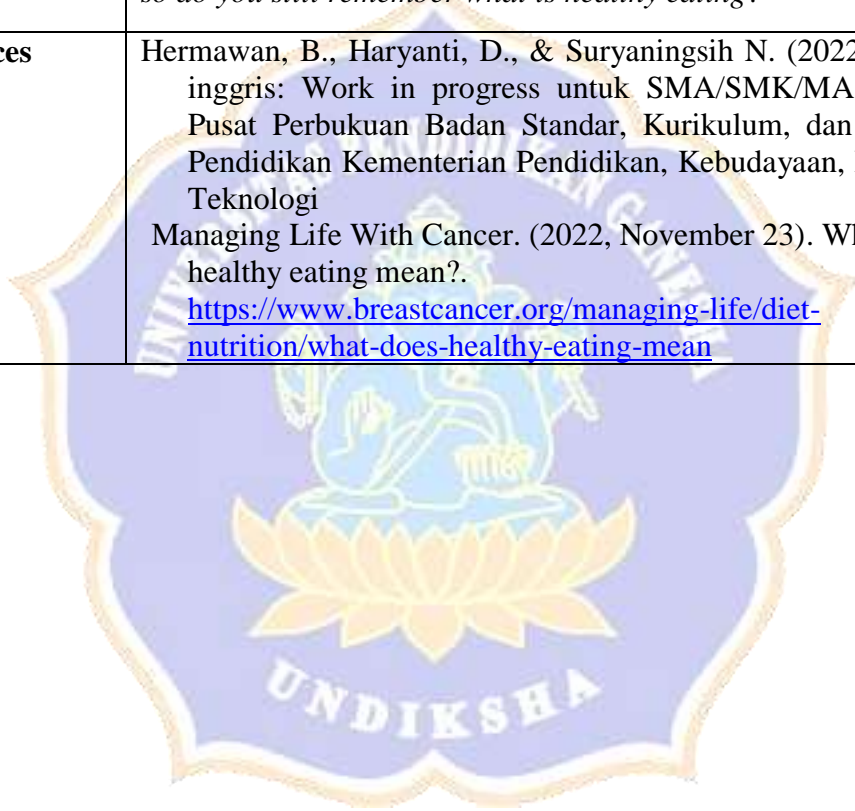 so do you still remember what is healthy eating?
ces Hermawan, B., Haryanti, D., & Suryaningsih N. (2022
inggris: Work in progress untuk SMA/SMK/MA
Pusat Perbukuan Badan Standar, Kurikulum, dan
Pendidikan Kementerian Pendidikan, Kebudayaan,
Teknologi
Managing Life With Cancer. (2022, November 23). Wh
healthy eating mean?.
https://www.breastcancer.org/managing-life/diet-
nutrition/what-does-healthy-eating-mean
UNIVERSITAS PENDIDIKAN GANESHA
UNDIKSHA